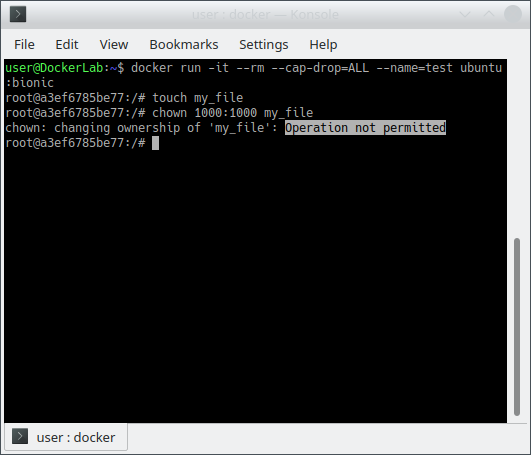 user : docker — Konsole
File Edit View Bookmarks Settings Help
user@DockerLab:~$ docker run -it --rm --cap-drop=ALL --name=test ubuntu
:bionic
root@a3ef6785be77:/# touch my_file
root@a3ef6785be77:/# chown 1000:1000 my_file
chown: changing ownership of 'my_file': Operation not permitted
root@a3ef6785be77:/#
user : docker